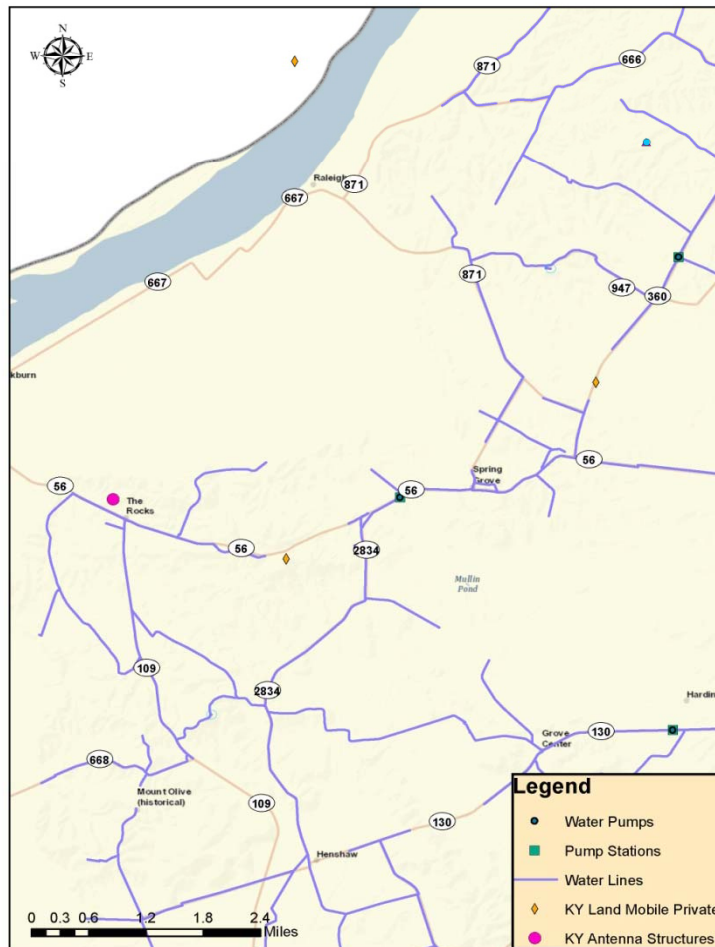 N
W E
S
871
666
Raleigh
871
667
667
871
947
360
kburn
56
Spring
Grove
56
56
The
Rocks
56
2834
Mullin
Pond
109
2834
Hardin
Grove
Center
130
668
Mount Olive
(historical)
109
130
Henshaw
Legend
Water Pumps
Pump Stations
Water Lines
KY Land Mobile Private
KY Antenna Structures
0 0.3 0.6 1.2 1.8 2.4
Miles